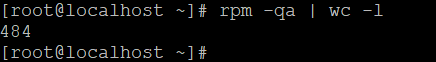 [root@localhost ~]# rpm -qa | wc -l
484
[root@localhost ~]#